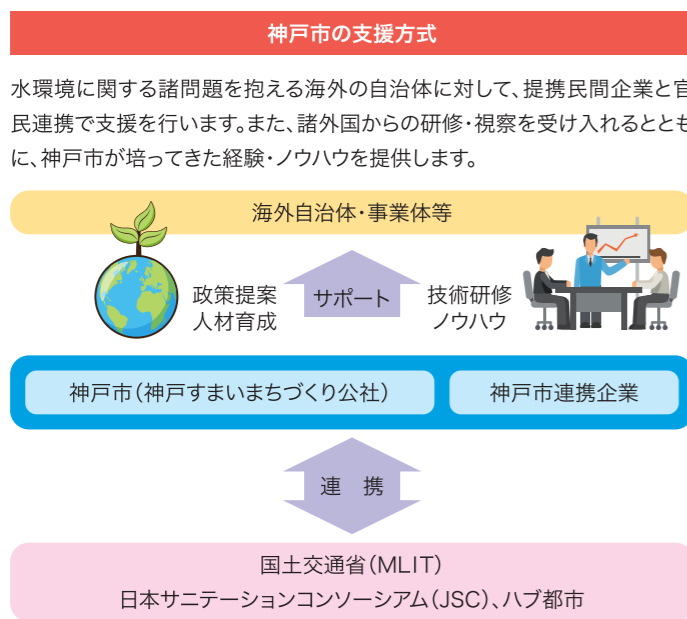 神戸市の支援方式
水環境に関する諸問題を抱える海外の自治体に対して、提携民間企業と官
民連携で支援を行います。また、諸外国からの研修・視察を受け入れるととも
に、神戸市が培ってきた経験・ノウハウを提供します。
海外自治体・事業体等
政策提案
人材育成
サポート
技術研修
ノウハウ
神戸市（神戸すまいまちづくり公社）
神戸市連携企業
連　携
国土交通省（MLIT）
日本サニテーションコンソーシアム（JSC）、ハブ都市